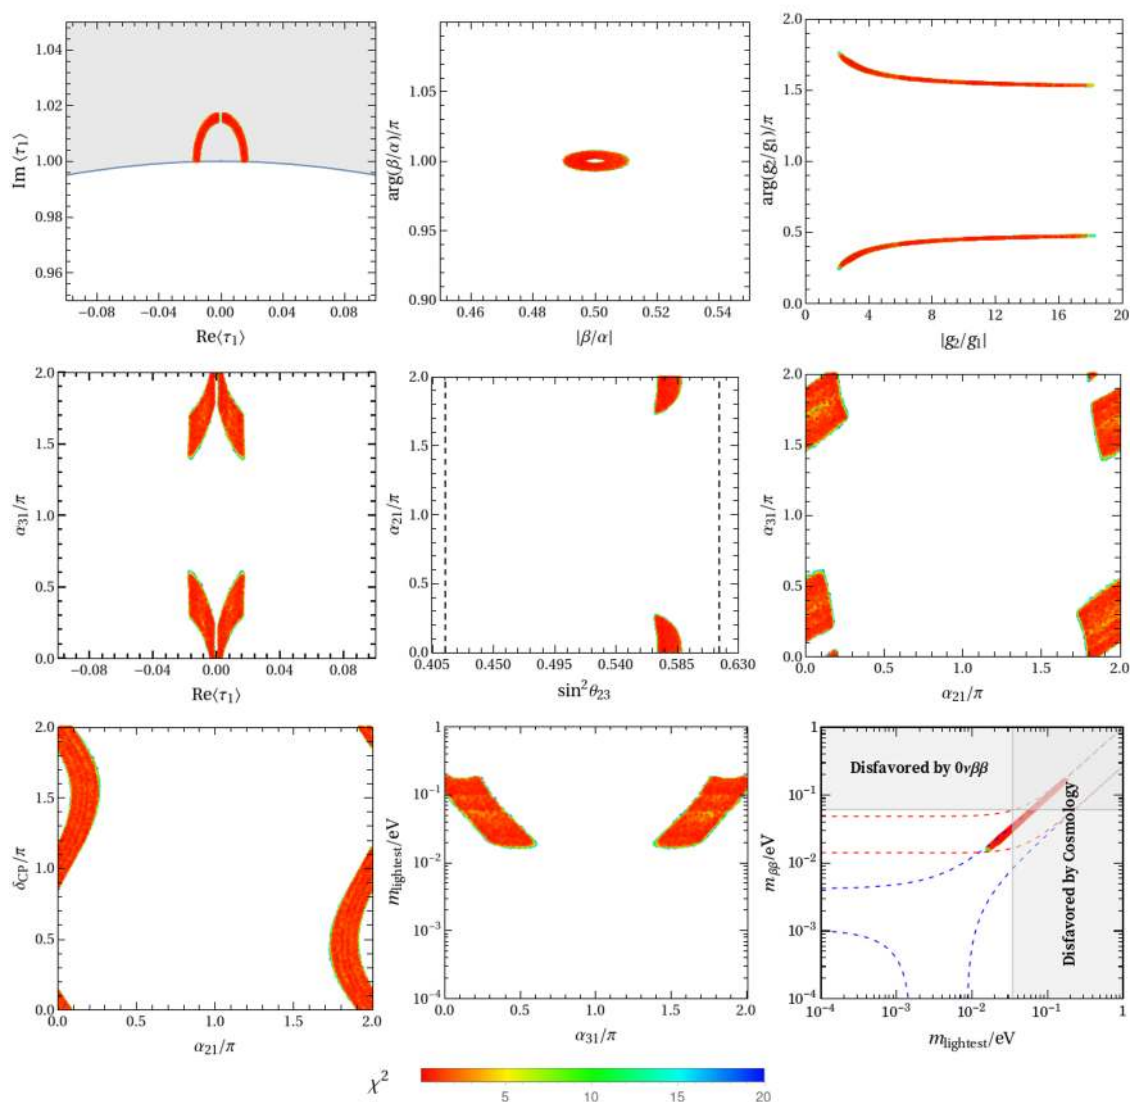 1.04
1.02
1.00
0.98
0.96
Im ⟨τ₁⟩
−0.08 −0.04 0.00 0.04 0.08
Re⟨τ₁⟩
1.05
1.00
0.95
0.90
arg(β/α)/π
0.46 0.48 0.50 0.52 0.54
|β/α|
2.0
1.5
1.0
0.5
0.0
arg(g₂/g₁)/π
0 4 8 12 16 20
|g₂/g₁|
2.0
1.5
1.0
0.5
0.0
α₃₁/π
−0.08 −0.04 0.00 0.04 0.08
Re⟨τ₁⟩
2.0
1.5
1.0
0.5
0.0
α₂₁/π
0.405 0.450 0.495 0.540 0.585 0.630
sin²θ₂₃
2.0
1.5
1.0
0.5
0.0
α₃₁/π
0.0 0.5 1.0 1.5 2.0
α₂₁/π
2.0
1.5
1.0
0.5
0.0
δCP/π
0.0 0.5 1.0 1.5 2.0
α₂₁/π
1
10⁻¹
10⁻²
10⁻³
10⁻⁴
mlightest/eV
0.0 0.5 1.0 1.5 2.0
α₃₁/π
1
10⁻¹
10⁻²
10⁻³
10⁻⁴
mββ/eV
Disfavored by 0νββ
Disfavored by Cosmology
10⁻⁴ 10⁻³ 10⁻² 10⁻¹ 1
mlightest/eV
χ²
5 10 15 20